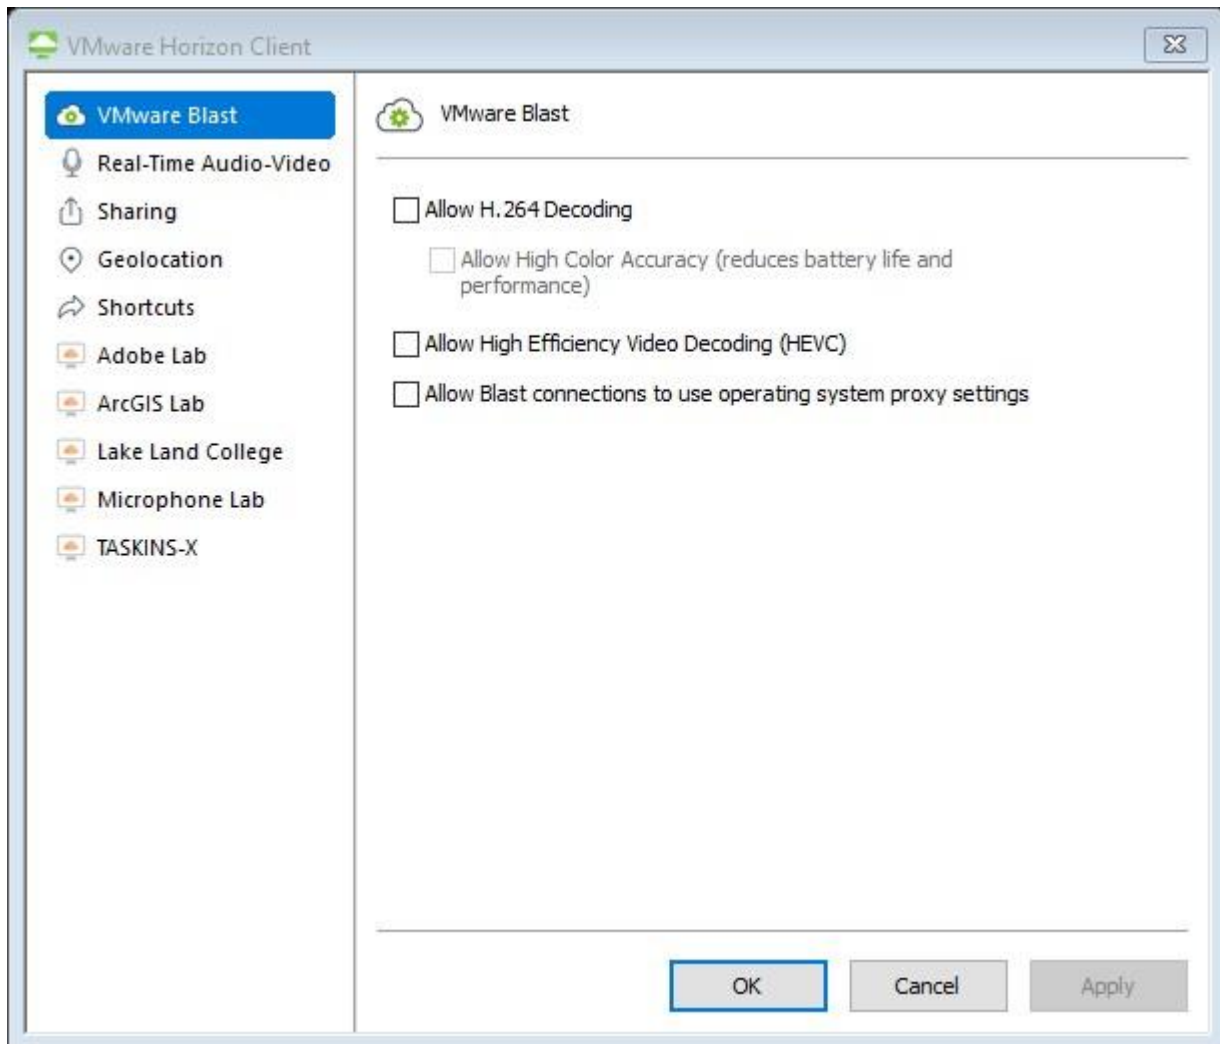 VMware Horizon Client
VMware Blast
Real-Time Audio-Video
Sharing
Geolocation
Shortcuts
Adobe Lab
ArcGIS Lab
Lake Land College
Microphone Lab
TASKINS-X
VMware Blast
Allow H.264 Decoding
Allow High Color Accuracy (reduces battery life and
performance)
Allow High Efficiency Video Decoding (HEVC)
Allow Blast connections to use operating system proxy settings
OK
Cancel
Apply